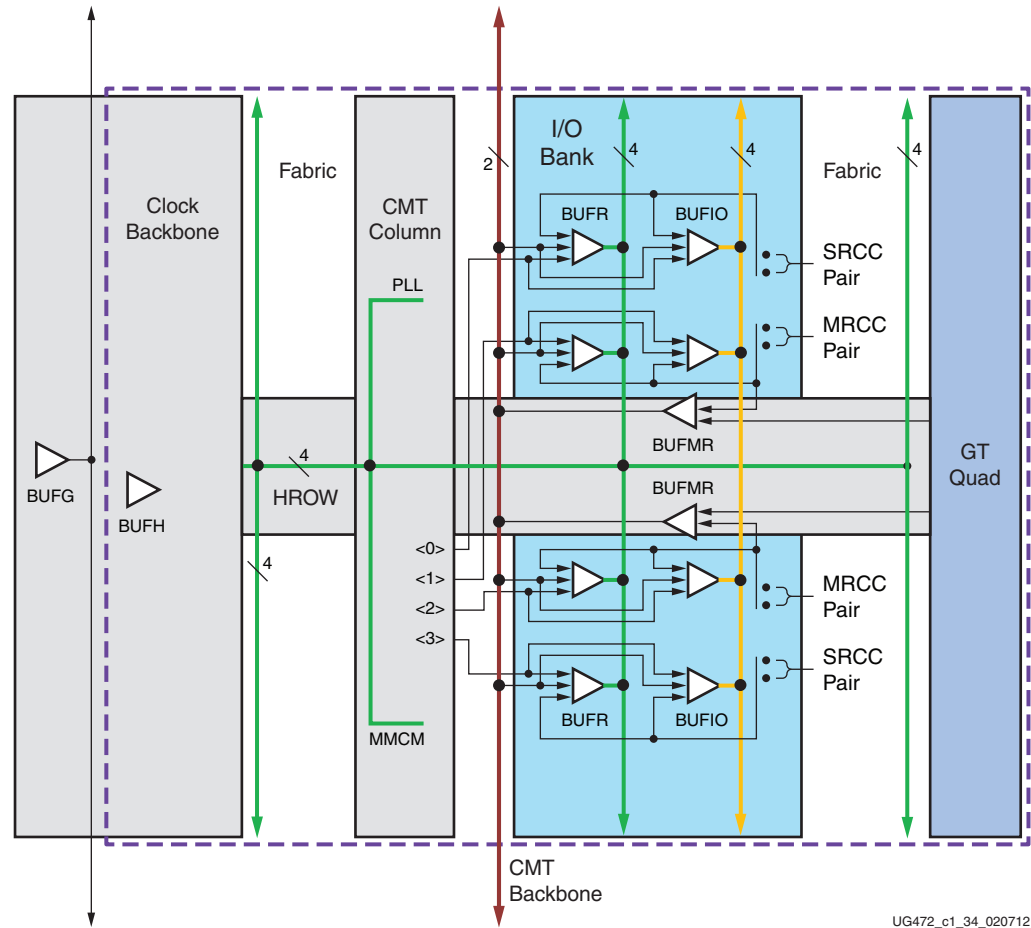 I/O
Bank
2
4
4
4
Fabric
Fabric
Clock
Backbone
CMT
Column
BUFR
BUFIO
SRCC
Pair
PLL
MRCC
Pair
BUFMR
4
HROW
BUFG
BUFH
BUFMR
GT
Quad
<0>
<1>
<2>
<3>
4
MRCC
Pair
SRCC
Pair
BUFR
BUFIO
MMCM
CMT
Backbone
UG472_c1_34_020712